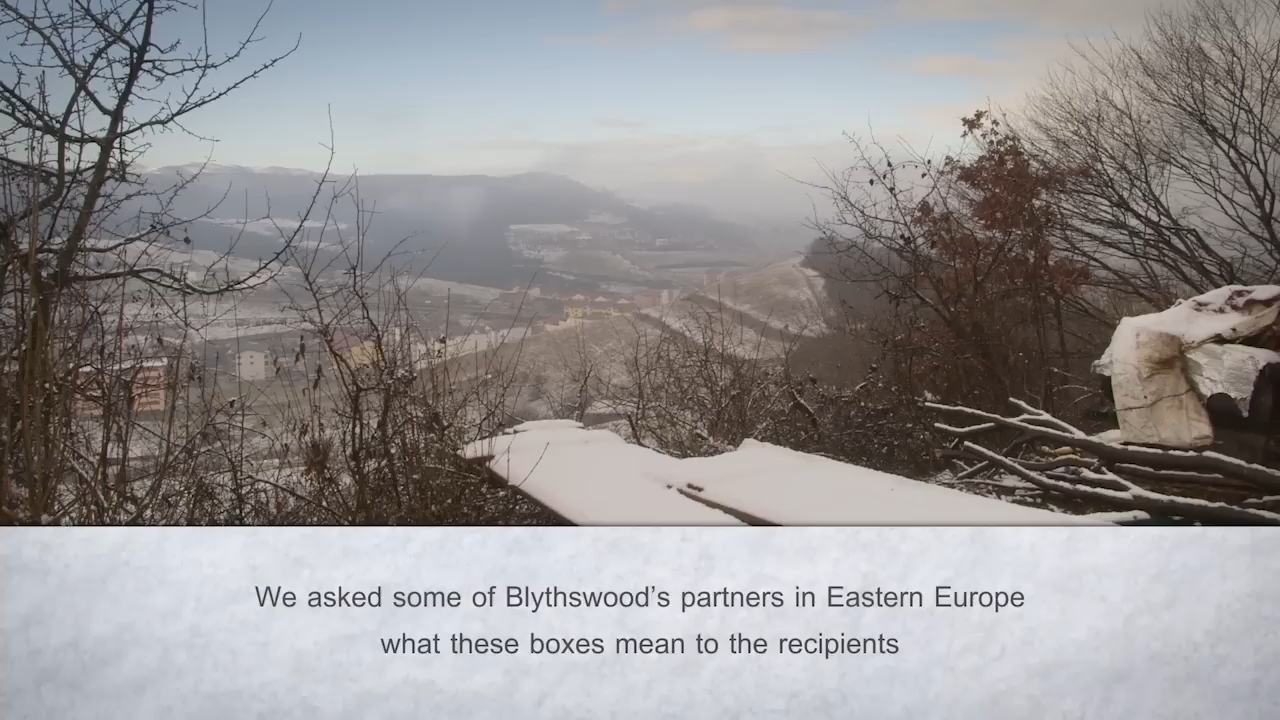 We asked some of Blythswood’s partners in Eastern Europe
what these boxes mean to the recipients